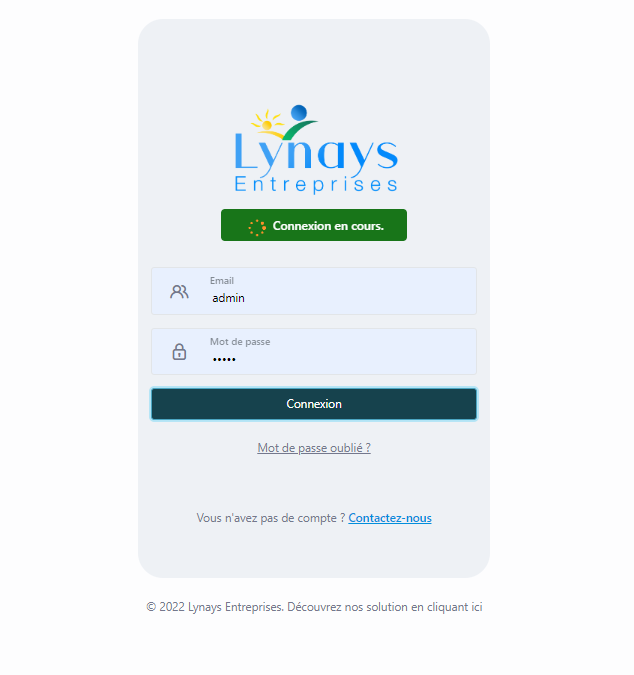 Lynays
Entreprises
Connexion en cours.
Email
admin
Mot de passe
•••••
Connexion
Mot de passe oublié ?
Vous n'avez pas de compte ? Contactez-nous
© 2022 Lynays Entreprises. Découvrez nos solution en cliquant ici